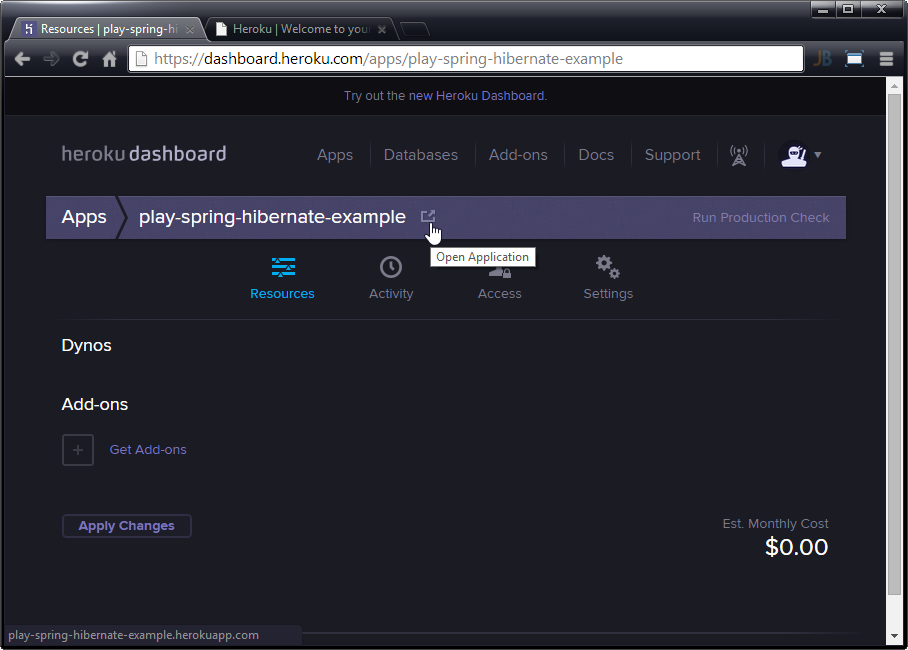 Resources | play-spring-hi
Heroku | Welcome to your
https://dashboard.heroku.com/apps/play-spring-hibernate-example
JB
Try out the new Heroku Dashboard.
heroku dashboard
Apps
Databases
Add-ons
Docs
Support
Apps
play-spring-hibernate-example
Run Production Check
Open Application
Resources
Activity
Access
Settings
Dynos
Add-ons
+ Get Add-ons
Apply Changes
Est. Monthly Cost
$0.00
play-spring-hibernate-example.herokuapp.com